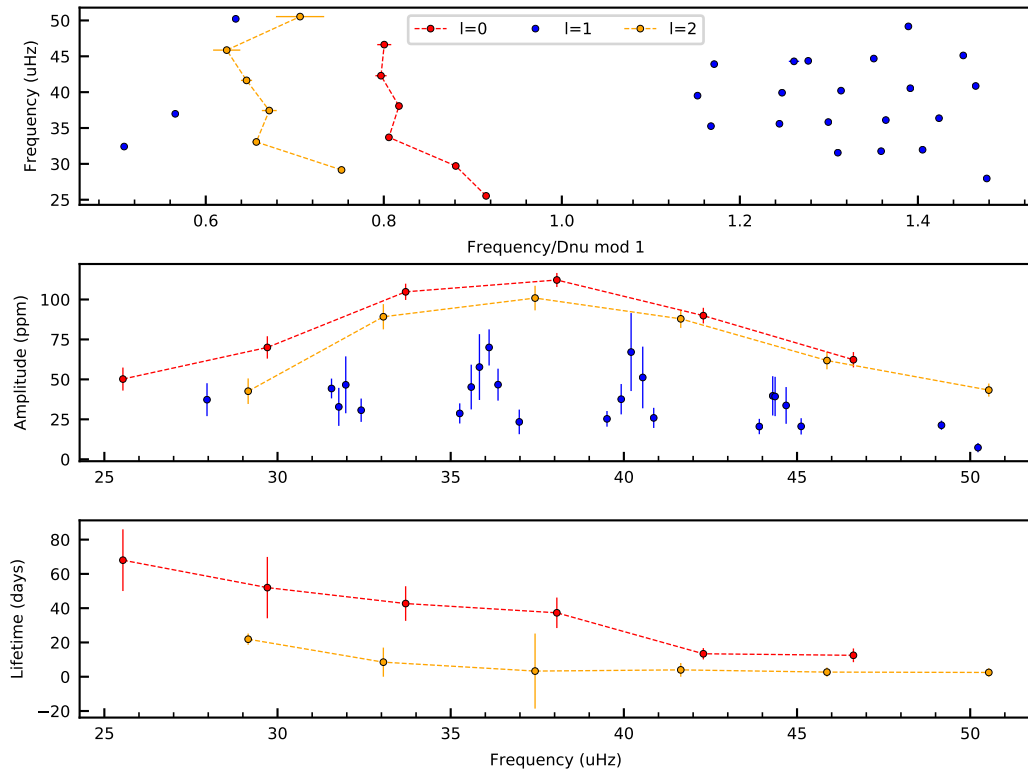 50
45
40
35
30
25
Frequency (uHz)
l=0 l=1 l=2
0.6 0.8 1.0 1.2 1.4
Frequency/Dnu mod 1
100
75
50
25
0
Amplitude (ppm)
25 30 35 40 45 50
80
60
40
20
0
−20
Lifetime (days)
25 30 35 40 45 50
Frequency (uHz)